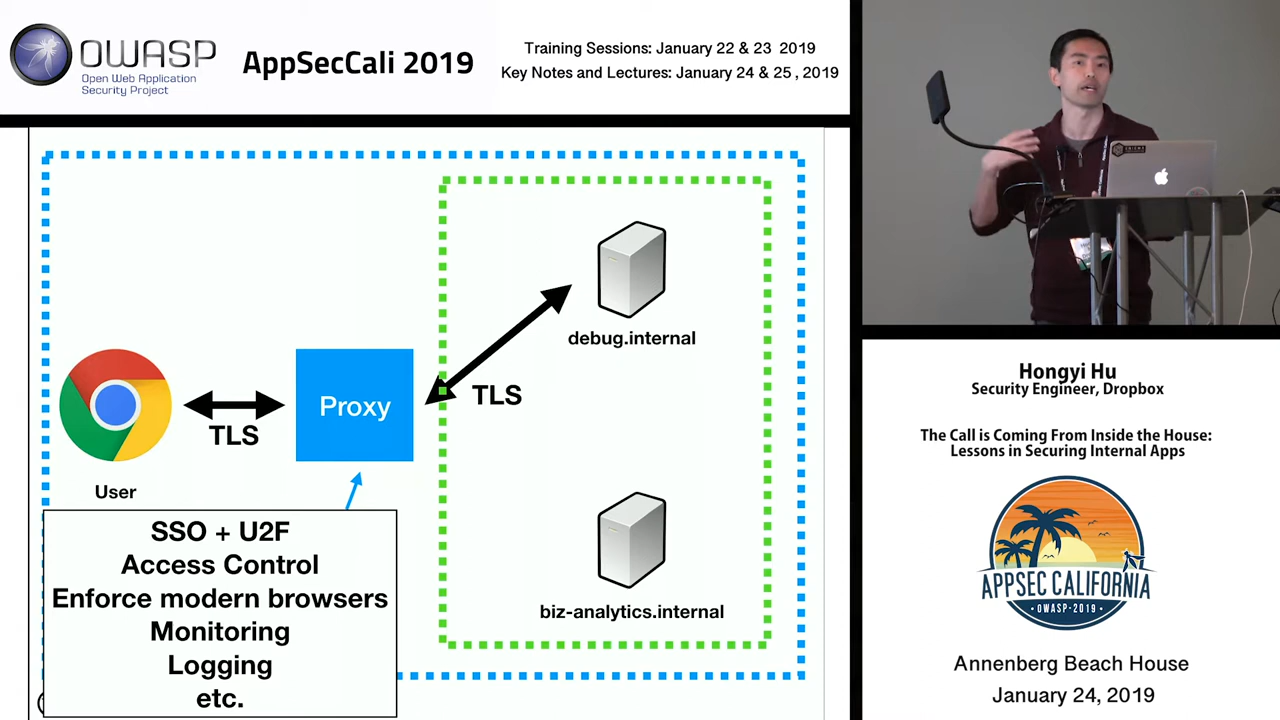 OWASP
Open Web Application
Security Project
AppSecCali 2019
Training Sessions: January 22 & 23 2019
Key Notes and Lectures: January 24 & 25 , 2019
debug.internal
TLS
Proxy
TLS
User
SSO + U2F
Access Control
Enforce modern browsers
Monitoring
Logging
etc.
biz-analytics.internal
Hongyi Hu
Security Engineer, Dropbox
The Call is Coming From Inside the House:
Lessons in Securing Internal Apps
APPSEC CALIFORNIA
OWASP-2019
Annenberg Beach House
January 24, 2019